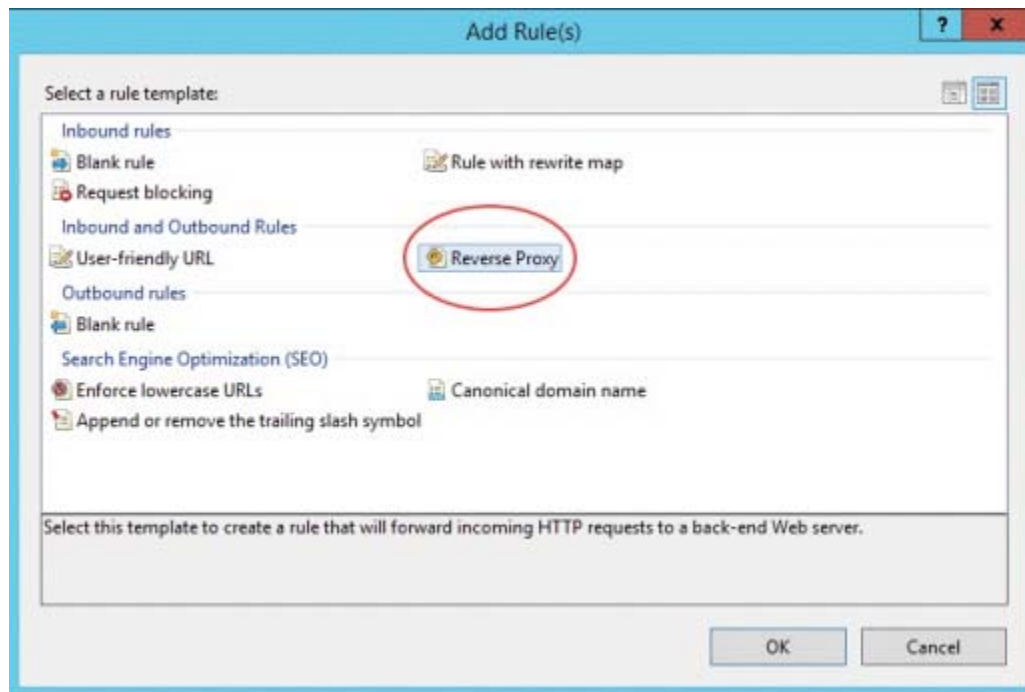 Add Rule(s)
?
x
Select a rule template:
Inbound rules
Blank rule
Rule with rewrite map
Request blocking
Inbound and Outbound Rules
User-friendly URL
Reverse Proxy
Outbound rules
Blank rule
Search Engine Optimization (SEO)
Enforce lowercase URLs
Canonical domain name
Append or remove the trailing slash symbol
Select this template to create a rule that will forward incoming HTTP requests to a back-end Web server.
OK
Cancel